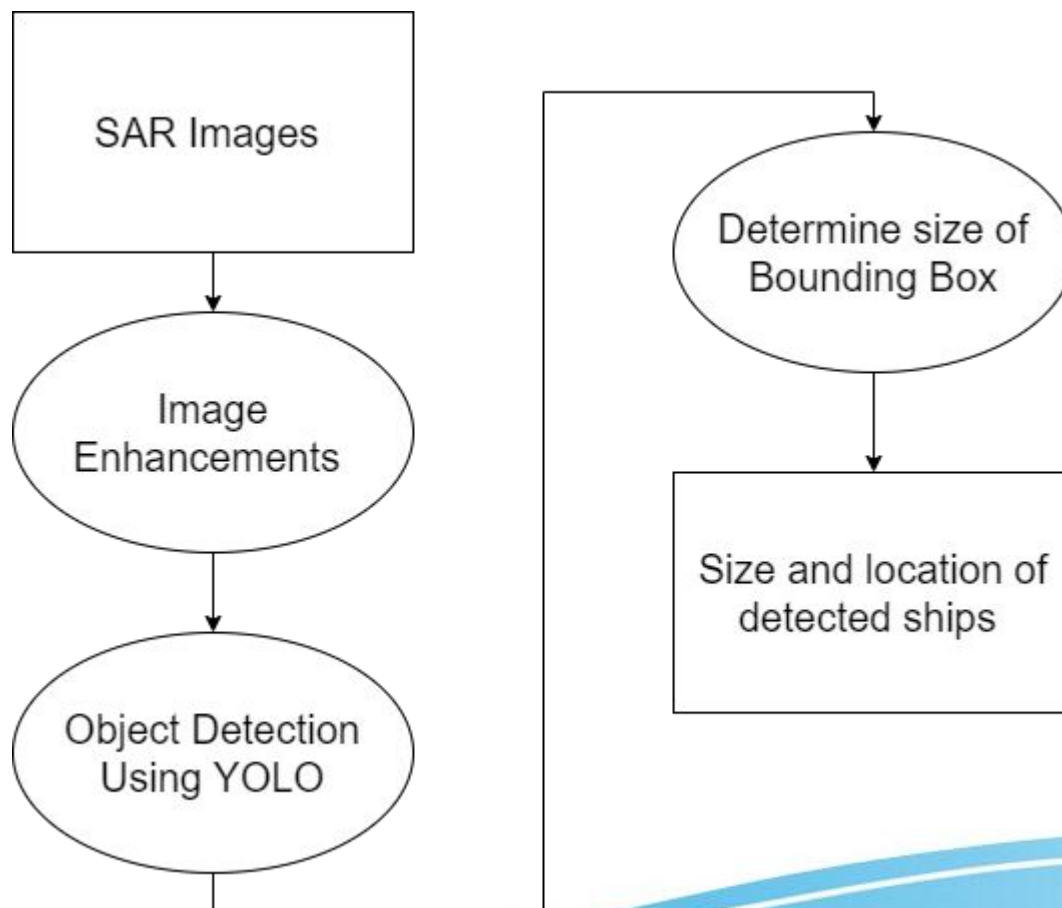 SAR Images
Image
Enhancements
Object Detection
Using YOLO
Determine size of
Bounding Box
Size and location of
detected ships